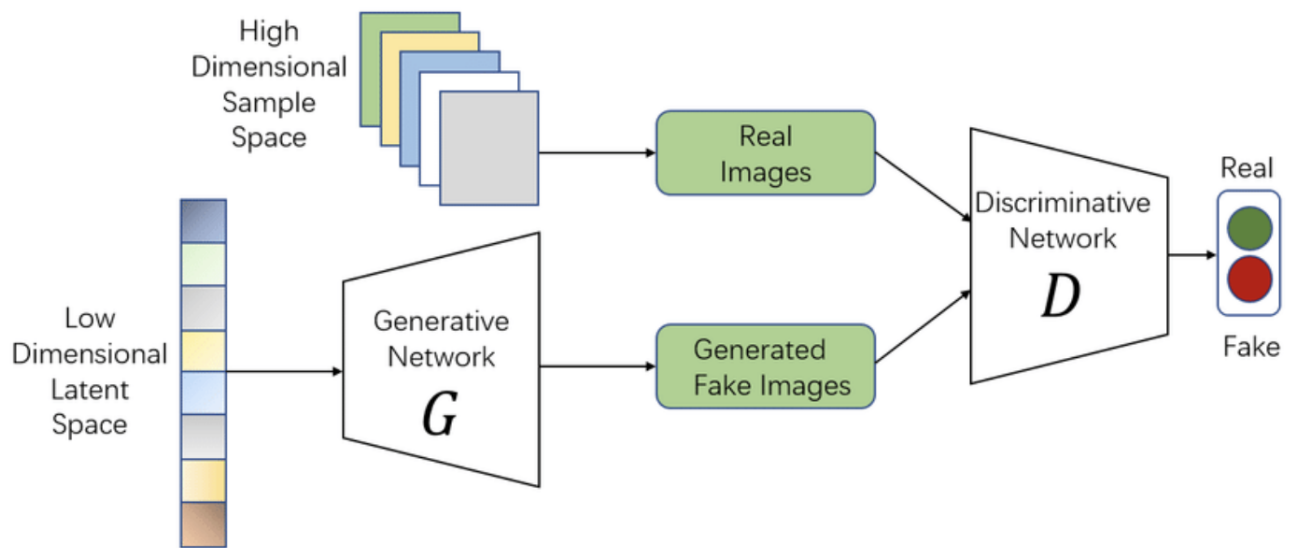 High
Dimensional
Sample
Space
Real
Images
Discriminative
Network
D
Real
Fake
Low
Dimensional
Latent
Space
Generative
Network
G
Generated
Fake Images